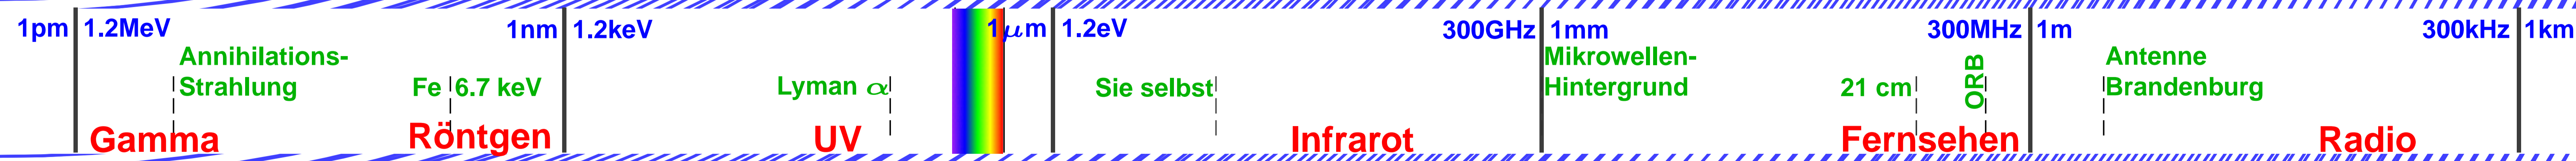 1pm 1.2MeV 1nm 1.2keV 1μm 1.2eV 300GHz 1mm 300MHz 1m 300kHz 1km
Annihilations-
Strahlung
Fe 6.7 keV
Lyman α
Sie selbst
Mikrowellen-
Hintergrund
21 cm
ORB
Antenne
Brandenburg
Gamma Röntgen UV Infrarot Fernsehen Radio